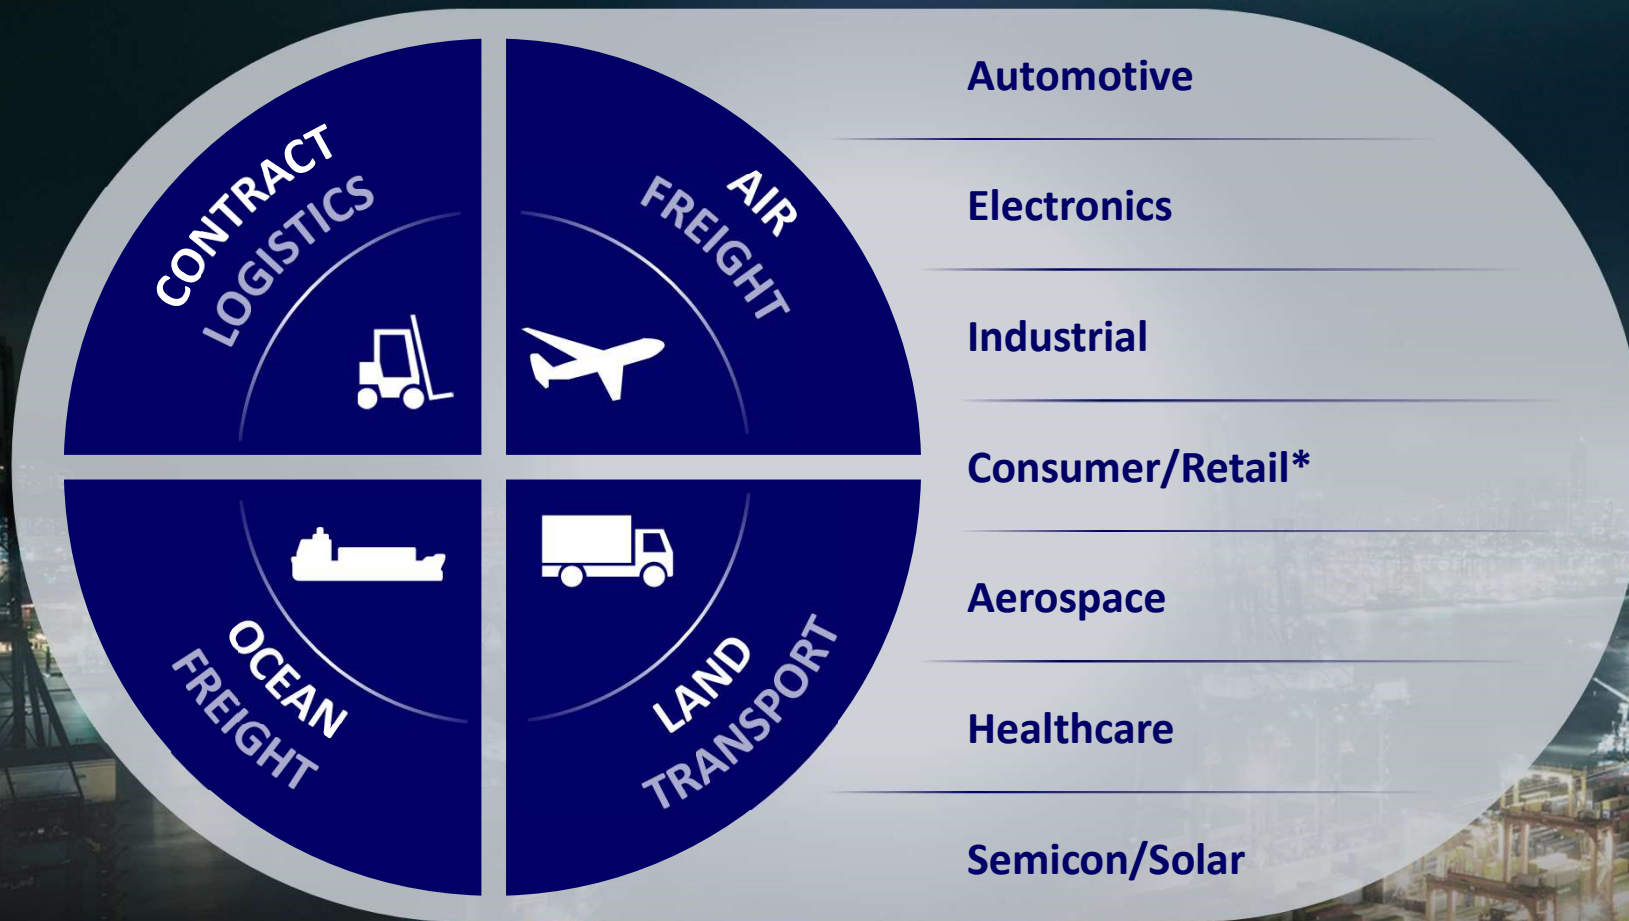 CONTRACT
LOGISTICS
AIR
FREIGHT
OCEAN
FREIGHT
LAND
TRANSPORT
Automotive
Electronics
Industrial
Consumer/Retail*
Aerospace
Healthcare
Semicon/Solar